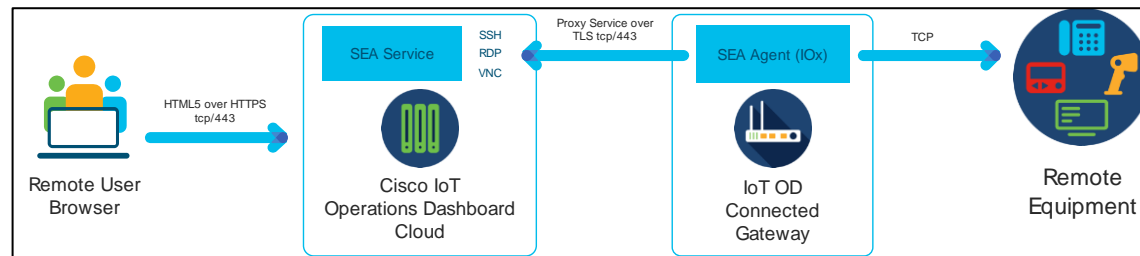 HTML5 over HTTPS
tcp/443
Remote User
Browser
SEA Service
SSH
RDP
VNC
Cisco IoT
Operations Dashboard
Cloud
Proxy Service over
TLS tcp/443
SEA Agent (IOx)
IoT OD
Connected
Gateway
TCP
Remote
Equipment